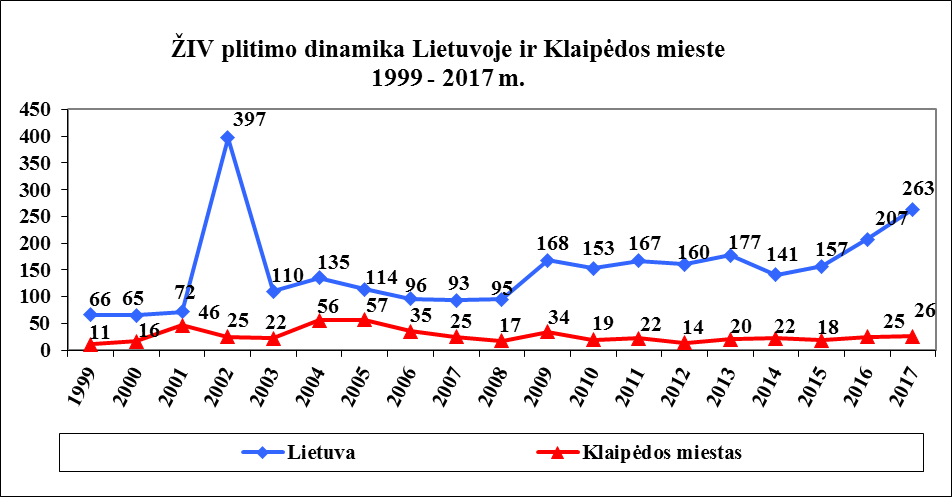 ŽIV plitimo dinamika Lietuvoje ir Klaipėdos mieste
1999 - 2017 m.
450
400
350
300
250
200
150
100
50
0
66 65 72 397 110 135 114 96 93 95 168 153 167 160 177 141 157 207 263
11 16 46 25 22 56 57 35 25 17 34 19 22 14 20 22 18 25 26
1999 2000 2001 2002 2003 2004 2005 2006 2007 2008 2009 2010 2011 2012 2013 2014 2015 2016 2017
Lietuva Klaipėdos miestas